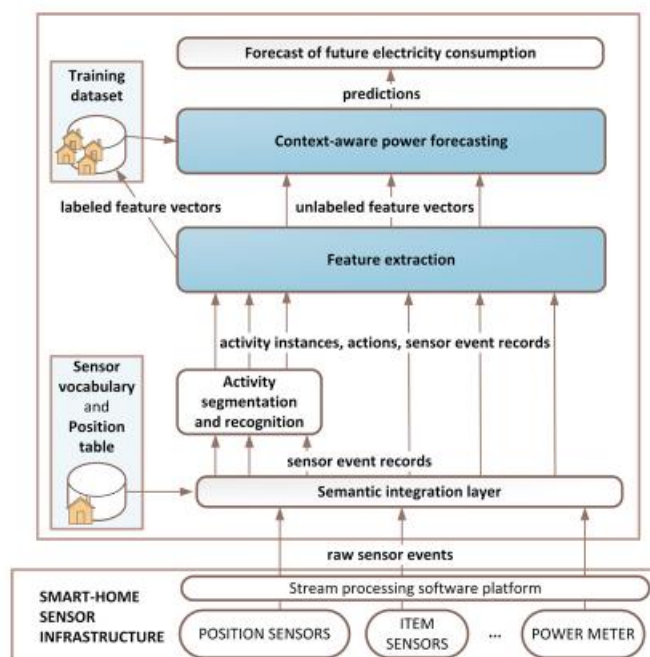 Forecast of future electricity consumption
Training
dataset
predictions
Context-aware power forecasting
labeled feature vectors
unlabeled feature vectors
Feature extraction
activity instances, actions, sensor event records
Sensor
vocabulary
and
Position
table
Activity
segmentation
and recognition
sensor event records
Semantic integration layer
raw sensor events
SMART-HOME
SENSOR
INFRASTRUCTURE
Stream processing software platform
POSITION SENSORS
ITEM
SENSORS
...
POWER METER